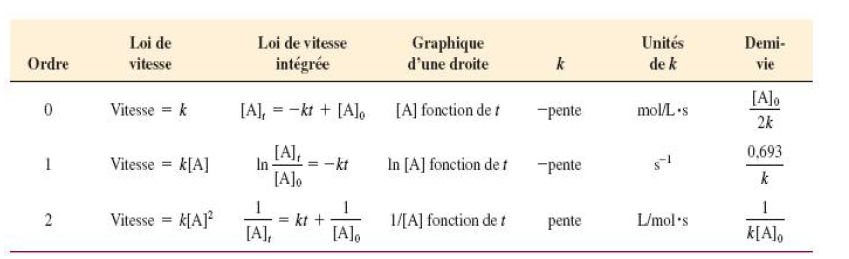 Ordre Loi de vitesse Loi de vitesse intégrée Graphique d'une droite k Unités de k Demi-vie
0 Vitesse = k [A]ₜ = −kt + [A]₀ [A] fonction de t −pente mol/L•s [A]₀/2k
1 Vitesse = k[A] ln [A]ₜ/[A]₀ = −kt ln [A] fonction de t −pente s⁻¹ 0,693/k
2 Vitesse = k[A]² 1/[A]ₜ = kt + 1/[A]₀ 1/[A] fonction de t pente L/mol•s 1/k[A]₀